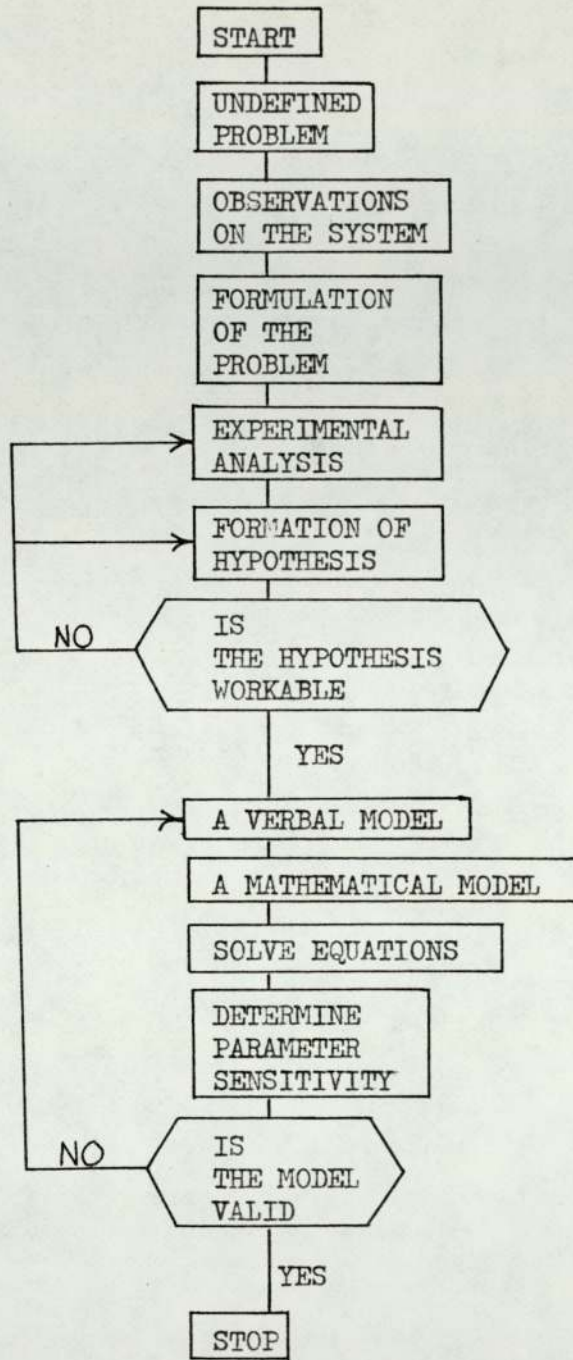 START
UNDEFINED
PROBLEM
OBSERVATIONS
ON THE SYSTEM
FORMULATION
OF THE
PROBLEM
EXPERIMENTAL
ANALYSIS
FORMATION OF
HYPOTHESIS
IS
THE HYPOTHESIS
WORKABLE
NO
YES
A VERBAL MODEL
A MATHEMATICAL MODEL
SOLVE EQUATIONS
DETERMINE
PARAMETER
SENSITIVITY
IS
THE MODEL
VALID
NO
YES
STOP